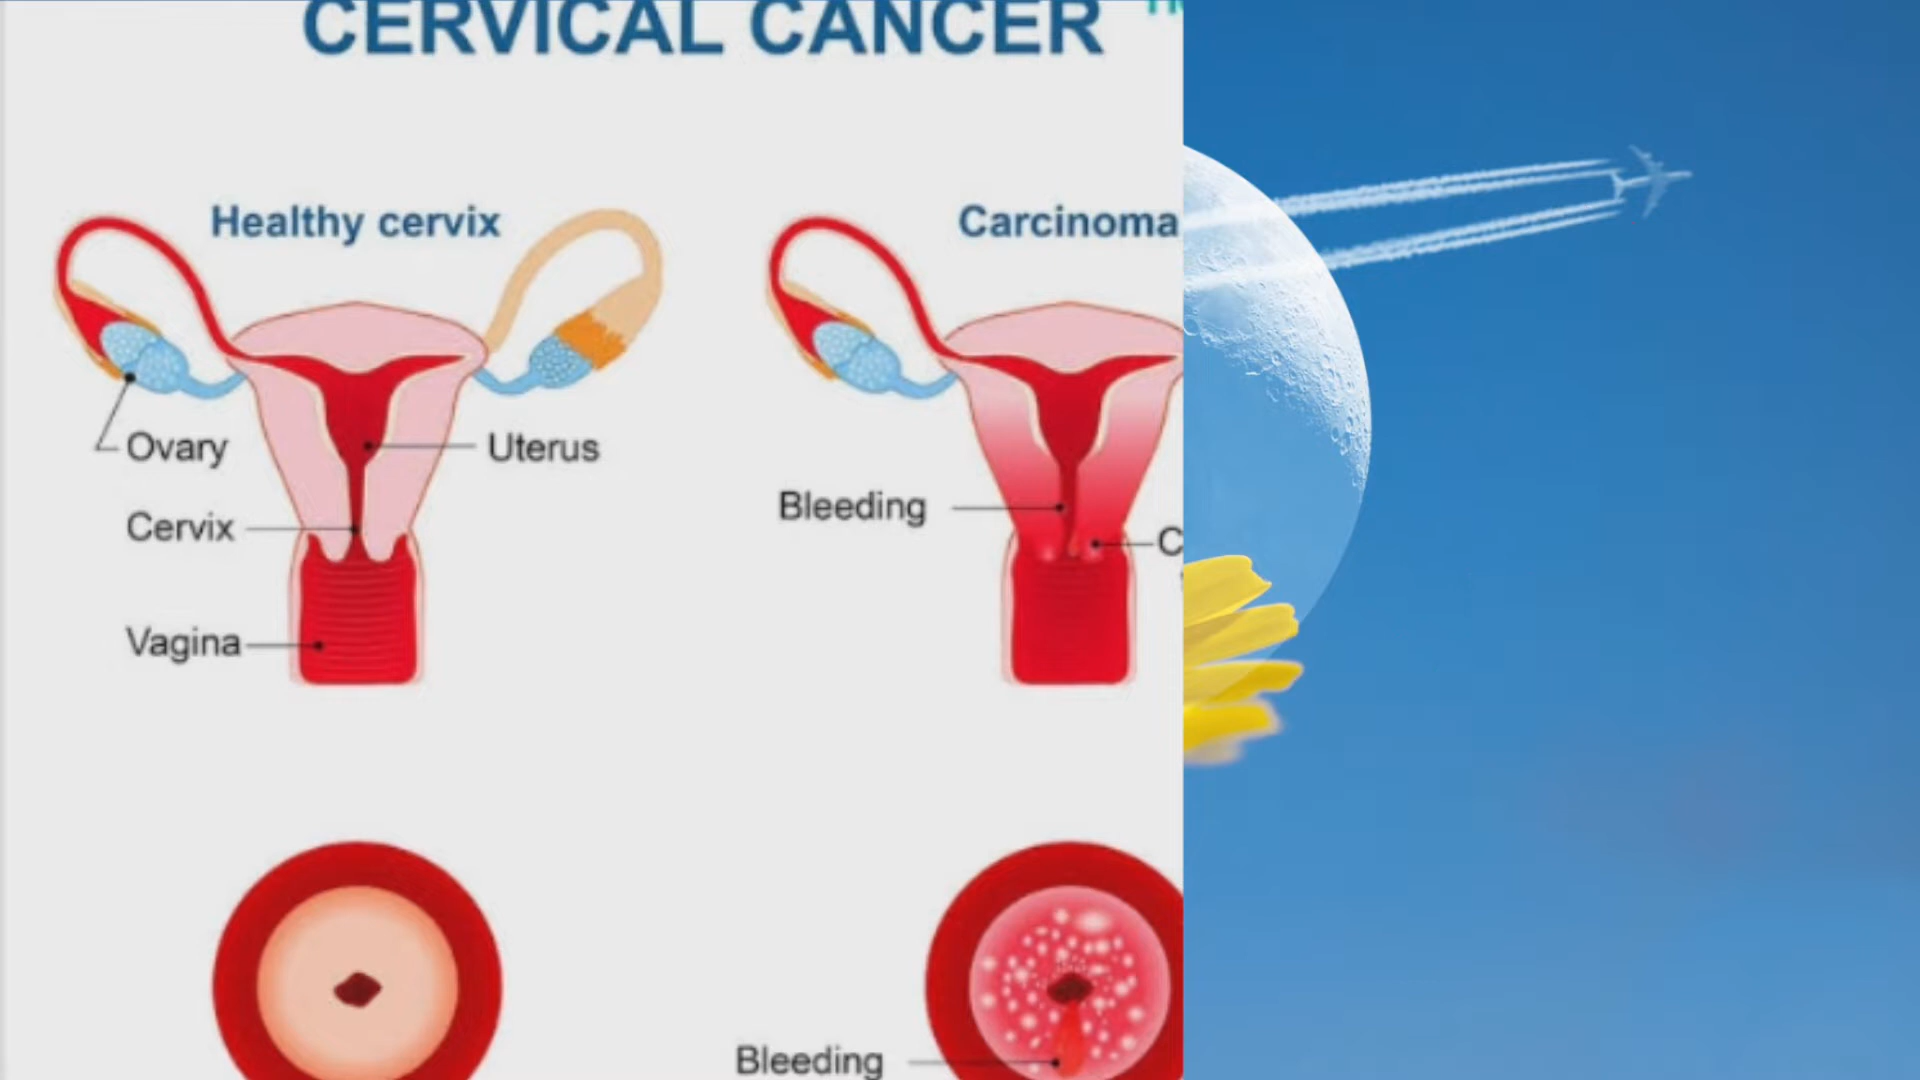 CERVICAL CANCER
Healthy cervix
Carcinoma
Ovary
Uterus
Bleeding
Cervix
C
Vagina
Bleeding